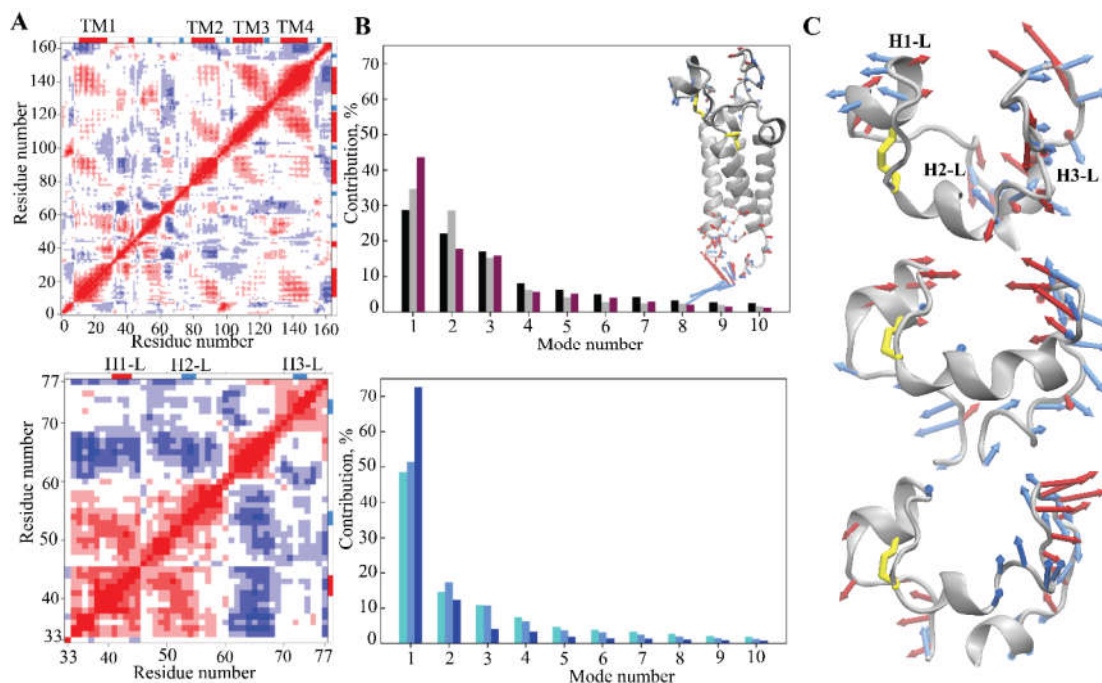 A
TM1 TM2 TM3 TM4
160
140
120
100
80
60
40
20
0
Residue number
0 20 40 60 80 100 120 140 160
Residue number
II1-L II2-L II3-L
77
70
60
50
40
33
Residue number
33 40 50 60 70 77
Residue number
B
70
60
50
40
30
20
10
0
Contribution, %
1 2 3 4 5 6 7 8 9 10
Mode number
70
60
50
40
30
20
10
0
Contribution, %
1 2 3 4 5 6 7 8 9 10
Mode number
C
H1-L
H2-L
H3-L